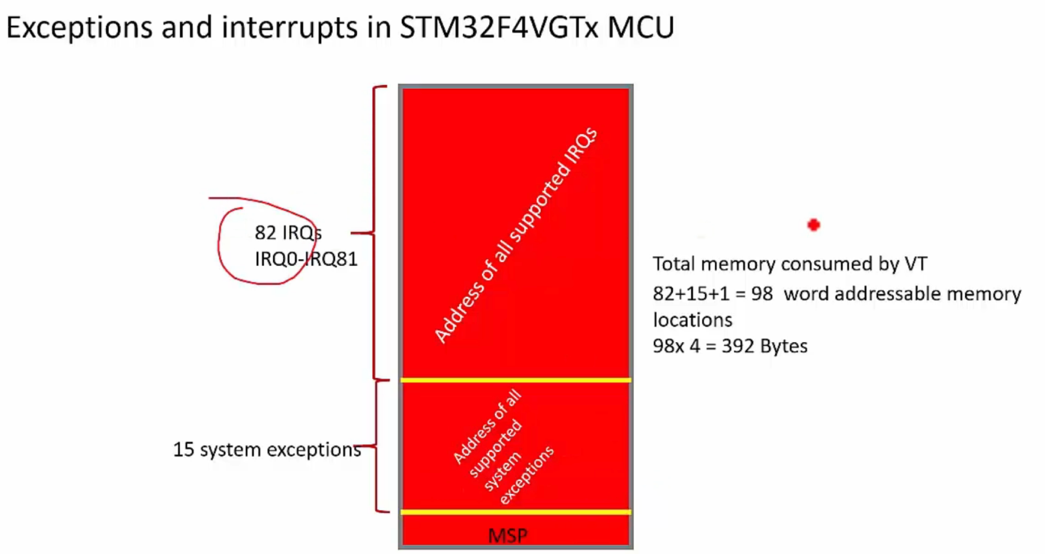 Exceptions and interrupts in STM32F4VGTx MCU
82 IRQs
IRQ0-IRQ81
Address of all supported IRQs
Total memory consumed by VT
82+15+1 = 98 word addressable memory
locations
98x 4 = 392 Bytes
15 system exceptions
Address of all
supported
system
exceptions
MSP